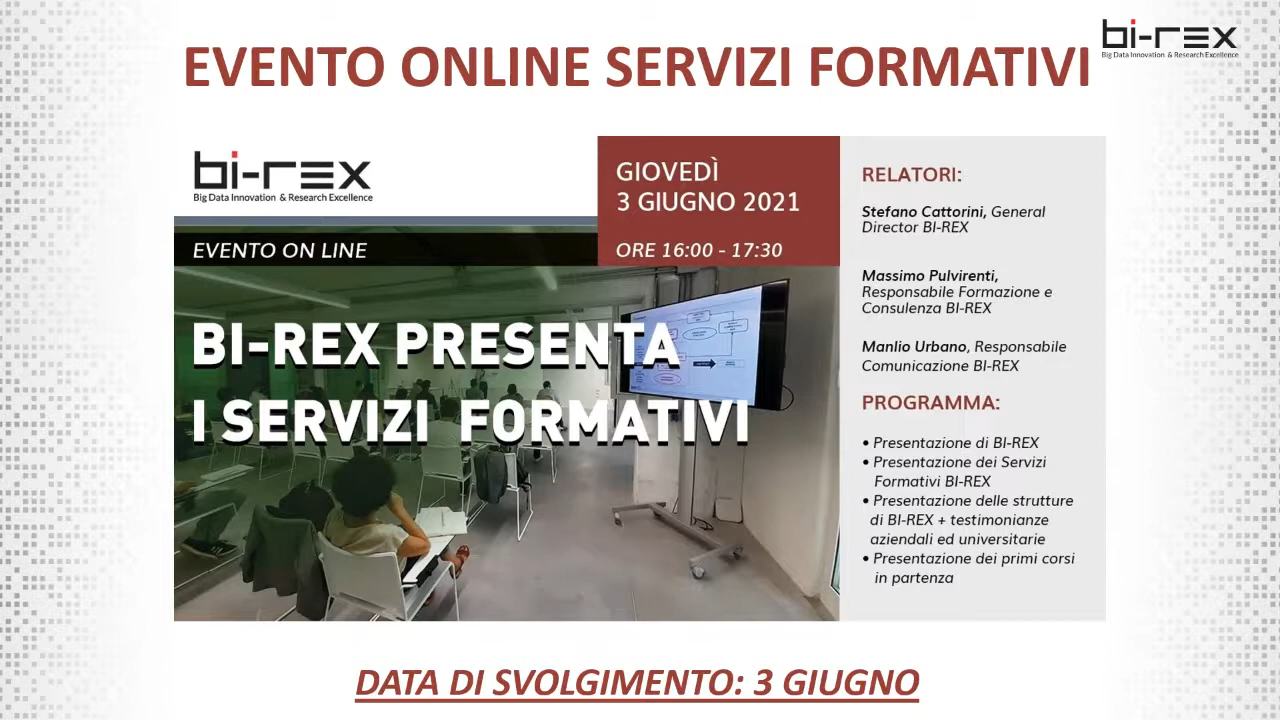 EVENTO ONLINE SERVIZI FORMATIVI
bi-rex
Big Data Innovation & Research Excellence
bi-rex
Big Data Innovation & Research Excellence
EVENTO ON LINE
GIOVEDÌ
3 GIUGNO 2021
ORE 16:00 - 17:30
BI-REX PRESENTA
I SERVIZI FORMATIVI
RELATORI:
Stefano Cattorini, General
Director BI-REX
Massimo Pulvirenti,
Responsabile Formazione e
Consulenza BI-REX
Manlio Urbano, Responsabile
Comunicazione BI-REX
PROGRAMMA:
• Presentazione di BI-REX
• Presentazione dei Servizi
Formativi BI-REX
• Presentazione delle strutture
di BI-REX + testimonianze
aziendali ed universitarie
• Presentazione dei primi corsi
in partenza
DATA DI SVOLGIMENTO: 3 GIUGNO